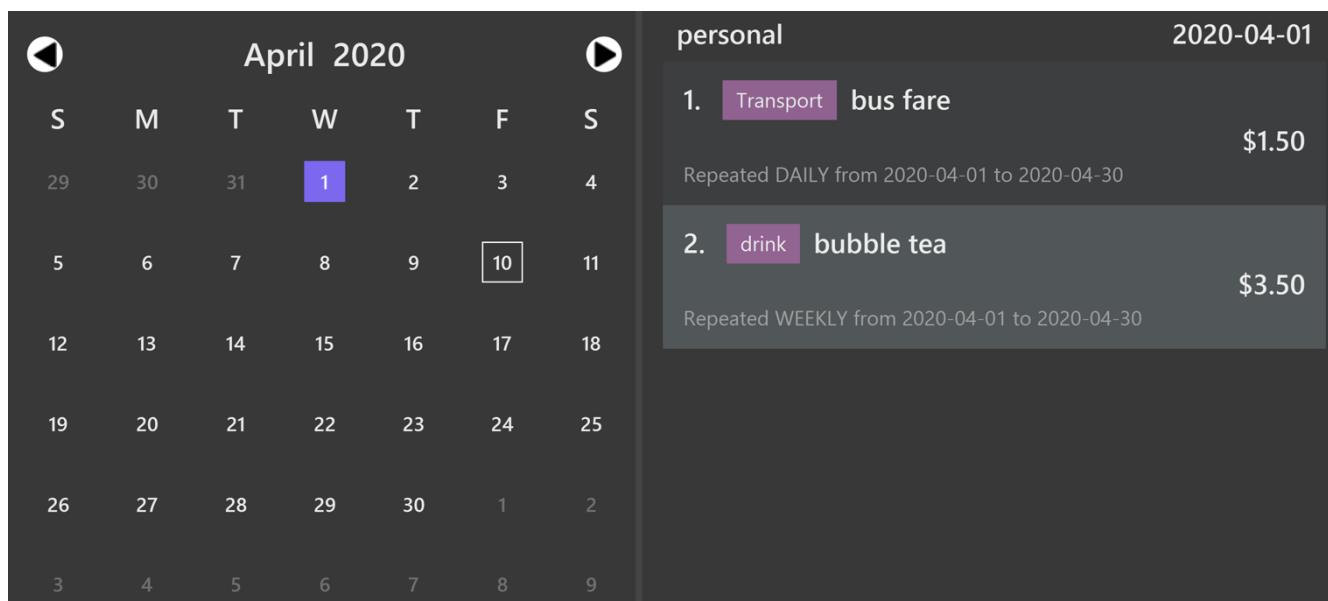 April 2020
S M T W T F S
29 30 31 1 2 3 4
5 6 7 8 9 10 11
12 13 14 15 16 17 18
19 20 21 22 23 24 25
26 27 28 29 30 1 2
3 4 5 6 7 8 9
personal 2020-04-01
1. Transport bus fare
$1.50
Repeated DAILY from 2020-04-01 to 2020-04-30
2. drink bubble tea
$3.50
Repeated WEEKLY from 2020-04-01 to 2020-04-30